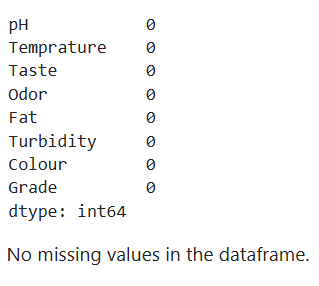 pH 0
Temprature 0
Taste 0
Odor 0
Fat 0
Turbidity 0
Colour 0
Grade 0
dtype: int64
No missing values in the dataframe.